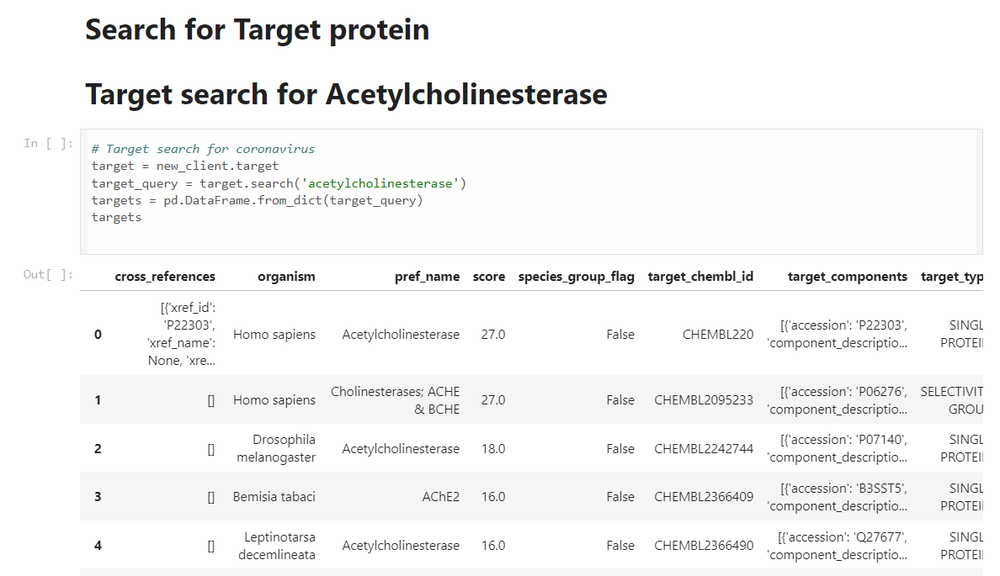 Search for Target protein
Target search for Acetylcholinesterase
In [ ]:
# Target search for coronavirus
target = new_client.target
target_query = target.search('acetylcholinesterase')
targets = pd.DataFrame.from_dict(target_query)
targets
Out[ ]:
cross_references organism pref_name score species_group_flag target_chembl_id target_components target_typ
0 [{'xref_id': 'P22303', 'xref_name': None, 'xre... Homo sapiens Acetylcholinesterase 27.0 False CHEMBL220 [{'accession': 'P22303', 'component_descriptio... SINGL PROTEI
1 [] Homo sapiens Cholinesterases; ACHE & BCHE 27.0 False CHEMBL2095233 [{'accession': 'P06276', 'component_descriptio... SELECTIVIT GROU
2 [] Drosophila melanogaster Acetylcholinesterase 18.0 False CHEMBL2242744 [{'accession': 'P07140', 'component_descriptio... SINGL PROTEI
3 [] Bemisia tabaci AChE2 16.0 False CHEMBL2366409 [{'accession': 'B3SST5', 'component_descriptio... SINGL PROTEI
4 [] Leptinotarsa decemlineata Acetylcholinesterase 16.0 False CHEMBL2366490 [{'accession': 'Q27677', 'component_descriptio... SINGL PROTEI